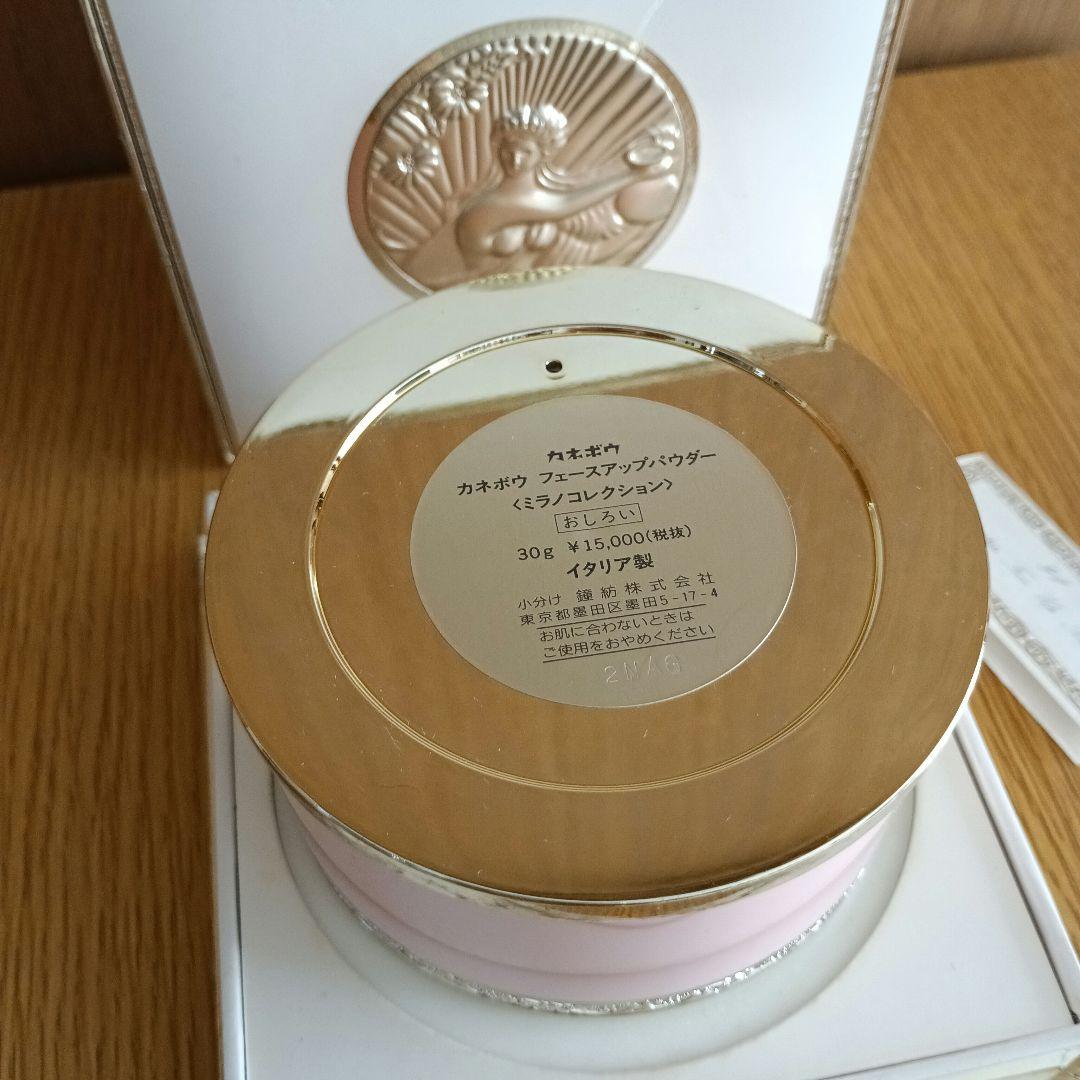 カネボウ
カネボウ フェースアップパウダー
〈ミラノコレクション〉
おしろい
30g ¥15,000(税抜)
イタリア製
小分け 鐘紡株式会社
東京都墨田区墨田5-17-4
お肌に合わないときは
ご使用をおやめください
2NAG